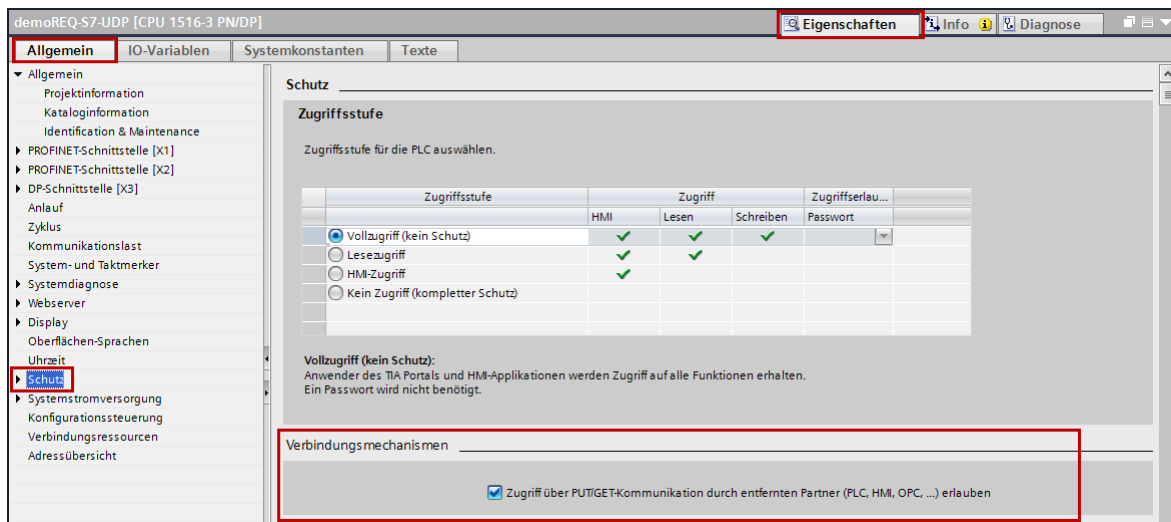 demoREQ-S7-UDP [CPU 1516-3 PN/DP]
Eigenschaften
Info
Diagnose
Allgemein
IO-Variablen
Systemkonstanten
Texte
Allgemein
Projektinformation
Kataloginformation
Identification & Maintenance
PROFINET-Schnittstelle [X1]
PROFINET-Schnittstelle [X2]
DP-Schnittstelle [X3]
Anlauf
Zyklus
Kommunikationslast
System- und Taktmerker
Systemdiagnose
Webserver
Display
Oberflächen-Sprachen
Uhrzeit
Schutz
Systemstromversorgung
Konfigurationssteuerung
Verbindungsressourcen
Adressübersicht
Schutz
Zugriffsstufe
Zugriffsstufe für die PLC auswählen.
Zugriffsstufe Zugriff Zugriffserlau...
HMI Lesen Schreiben Passwort
Vollzugriff (kein Schutz)
Lesezugriff
HMI-Zugriff
Kein Zugriff (kompletter Schutz)
Vollzugriff (kein Schutz):
Anwender des TIA Portals und HMI-Applikationen werden Zugriff auf alle Funktionen erhalten.
Ein Passwort wird nicht benötigt.
Verbindungsmechanismen
Zugriff über PUT/GET-Kommunikation durch entfernten Partner (PLC, HMI, OPC, ...) erlauben